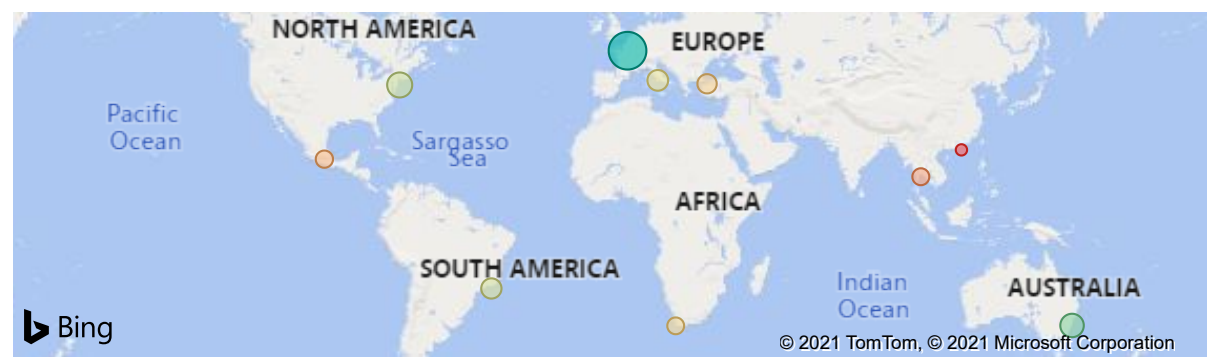 NORTH AMERICA
EUROPE
Pacific
Ocean
Sargasso
Sea
AFRICA
SOUTH AMERICA
Indian
Ocean
AUSTRALIA
Bing
© 2021 TomTom, © 2021 Microsoft Corporation